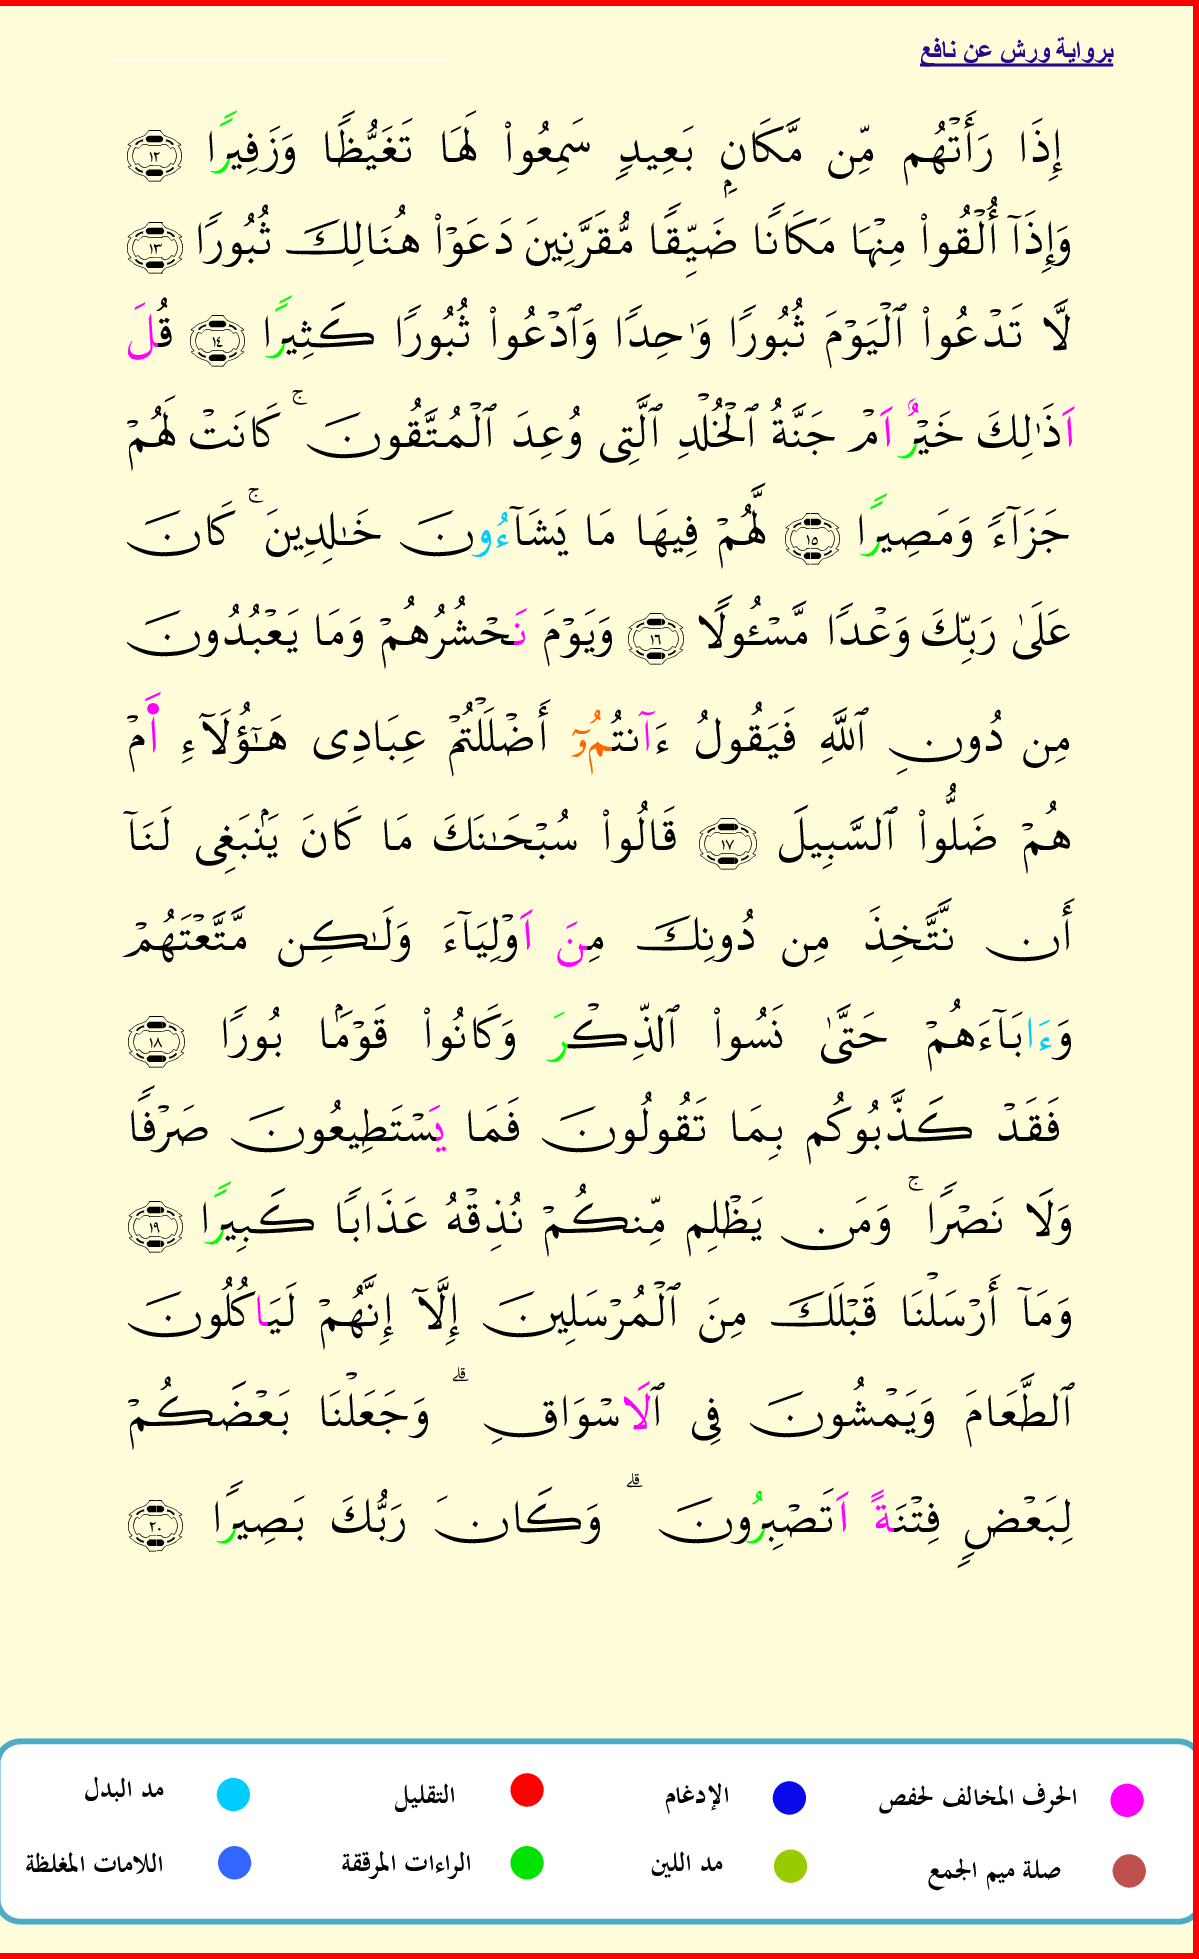 برواية ورش عن نافع
إِذَا رَأَتْهُم مِّن مَّكَانِۭ بَعِيدٖ سَمِعُواْ لَهَا تَغَيُّظٗا وَزَفِيرٗا ١٢
وَإِذَآ أُلْقُواْ مِنْهَا مَكَانٗا ضَيِّقٗا مُّقَرَّنِينَ دَعَوْاْ هُنَالِكَ ثُبُورٗا ١٣
لَّا تَدْعُواْ اُ۬لْيَوْمَ ثُبُورٗا وَٰحِدٗا وَٱدْعُواْ ثُبُورٗا كَثِيرٗا ١٤ قُلَ
اَذَٰلِكَ خَيْرٌ اَمْ جَنَّةُ ٱلْخُلْدِ ٱلَّتِى وُعِدَ ٱلْمُتَّقُونَ ۚ كَانَتْ لَهُمْ
جَزَآءٗ وَمَصِيرٗا ١٥ لَّهُمْ فِيهَا مَا يَشَآءُونَ خَٰلِدِينَ ۚ كَانَ
عَلَىٰ رَبِّكَ وَعْدٗا مَّسْـُٔولٗا ١٦ وَيَوْمَ نَحْشُرُهُمْ وَمَا يَعْبُدُونَ
مِن دُونِ ٱللَّهِ فَيَقُولُ ءَآنتُمُۥٓ أَضْلَلْتُمْ عِبَادِى هَٰٓؤُلَآءِ أَمْ
هُمْ ضَلُّواْ ٱلسَّبِيلَ ١٧ قَالُواْ سُبْحَٰنَكَ مَا كَانَ يَنۢبَغِى لَنَآ
أَن نَّتَّخِذَ مِن دُونِكَ مِنَ اَوْلِيَآءَ وَلَٰكِن مَّتَّعْتَهُمْ
وَءَابَآءَهُمْ حَتَّىٰ نَسُواْ ٱلذِّكْرَ وَكَانُواْ قَوْمَۢا بُورٗا ١٨
فَقَدْ كَذَّبُوكُم بِمَا تَقُولُونَ فَمَا يَسْتَطِيعُونَ صَرْفٗا
وَلَا نَصْرٗا ۚ وَمَن يَظْلِم مِّنكُمْ نُذِقْهُ عَذَابٗا كَبِيرٗا ١٩
وَمَآ أَرْسَلْنَا قَبْلَكَ مِنَ ٱلْمُرْسَلِينَ إِلَّآ إِنَّهُمْ لَيَاكُلُونَ
ٱلطَّعَامَ وَيَمْشُونَ فِى ٱلَاسْوَاقِ ۗ وَجَعَلْنَا بَعْضَكُمْ
لِبَعْضٖ فِتْنَةً اَتَصْبِرُونَ ۗ وَكَانَ رَبُّكَ بَصِيرٗا ٢٠
الحرف المخالف لحفص الإدغام التقليل مد البدل
صلة ميم الجمع مد اللين الراءات المرققة اللامات المغلظة